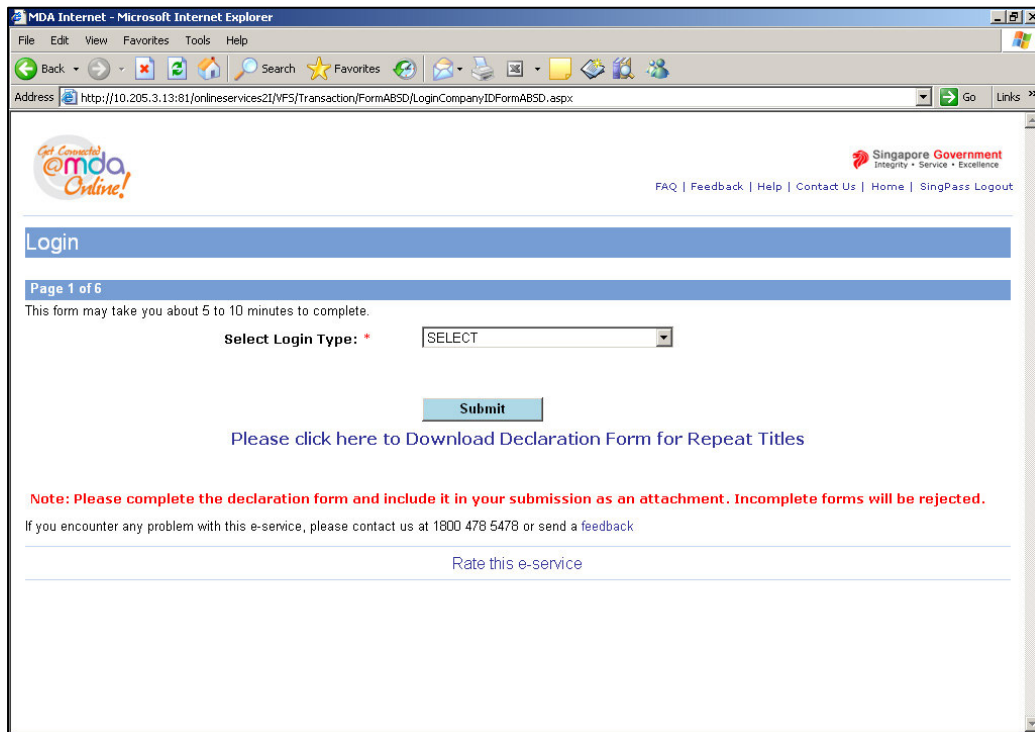 MDA Internet - Microsoft Internet Explorer
File Edit View Favorites Tools Help
Back Search Favorites
Address http://10.205.3.13:81/onlineservices2I/VFS/Transaction/FormABSD/LoginCompanyIDFormABSD.aspx Go Links »
Get Connected
@mda
Online!
Singapore Government
Integrity • Service • Excellence
FAQ | Feedback | Help | Contact Us | Home | SingPass Logout
Login
Page 1 of 6
This form may take you about 5 to 10 minutes to complete.
Select Login Type: * SELECT
Submit
Please click here to Download Declaration Form for Repeat Titles
Note: Please complete the declaration form and include it in your submission as an attachment. Incomplete forms will be rejected.
If you encounter any problem with this e-service, please contact us at 1800 478 5478 or send a feedback
Rate this e-service